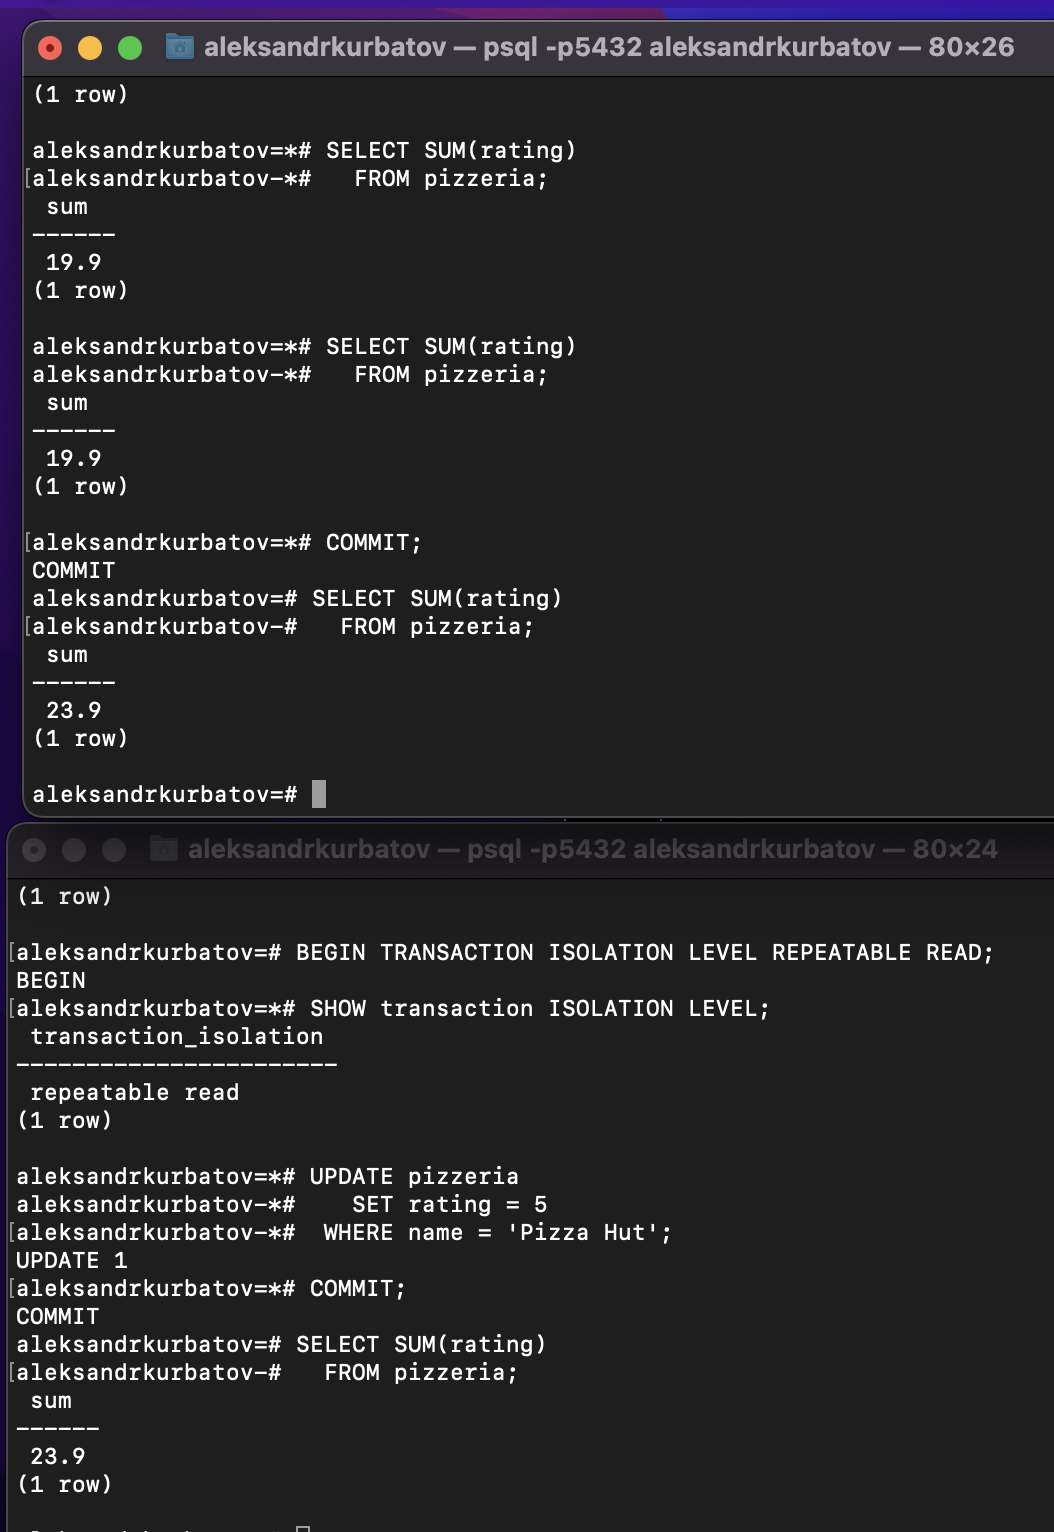 aleksandrkurbatov — psql -p5432 aleksandrkurbatov — 80×26
(1 row)
aleksandrkurbatov=*# SELECT SUM(rating)
[aleksandrkurbatov-*#   FROM pizzeria;
 sum
------
 19.9
(1 row)
aleksandrkurbatov=*# SELECT SUM(rating)
aleksandrkurbatov-*#   FROM pizzeria;
 sum
------
 19.9
(1 row)
[aleksandrkurbatov=*# COMMIT;
COMMIT
aleksandrkurbatov=# SELECT SUM(rating)
[aleksandrkurbatov-#   FROM pizzeria;
 sum
------
 23.9
(1 row)
aleksandrkurbatov=#
aleksandrkurbatov — psql -p5432 aleksandrkurbatov — 80×24
(1 row)
[aleksandrkurbatov=# BEGIN TRANSACTION ISOLATION LEVEL REPEATABLE READ;
BEGIN
[aleksandrkurbatov=*# SHOW transaction ISOLATION LEVEL;
 transaction_isolation
-----------------------
 repeatable read
(1 row)
aleksandrkurbatov=*# UPDATE pizzeria
aleksandrkurbatov-*#    SET rating = 5
[aleksandrkurbatov-*#  WHERE name = 'Pizza Hut';
UPDATE 1
[aleksandrkurbatov=*# COMMIT;
COMMIT
aleksandrkurbatov=# SELECT SUM(rating)
[aleksandrkurbatov-#   FROM pizzeria;
 sum
------
 23.9
(1 row)